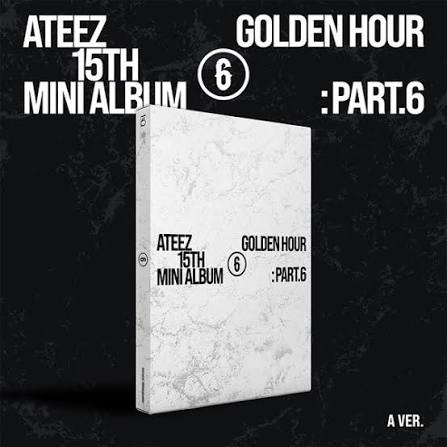 ATEEZ
15TH
MINI ALBUM
6
GOLDEN HOUR
: PART.6
ATEEZ
15TH
MINI ALBUM
6
GOLDEN HOUR
: PART.6
6
A VER.